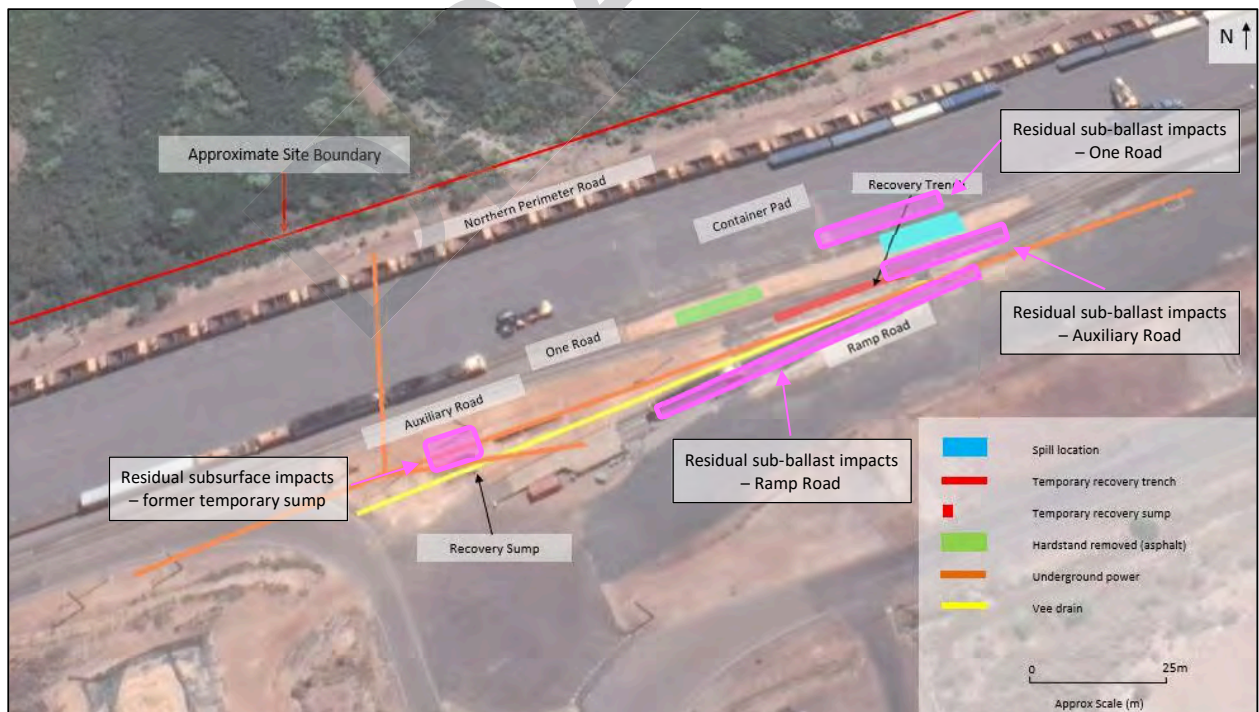 N
Residual sub-ballast impacts
– One Road
Approximate Site Boundary
Recovery Trench
Northern Perimeter Road
Container Pad
Residual sub-ballast impacts
– Auxiliary Road
One Road
Ramp Road
Auxiliary Road
Residual sub-ballast impacts
– Ramp Road
Residual subsurface impacts
– former temporary sump
Recovery Sump
Spill location
Temporary recovery trench
Temporary recovery sump
Hardstand removed (asphalt)
Underground power
Vee drain
0 25m
Approx Scale (m)